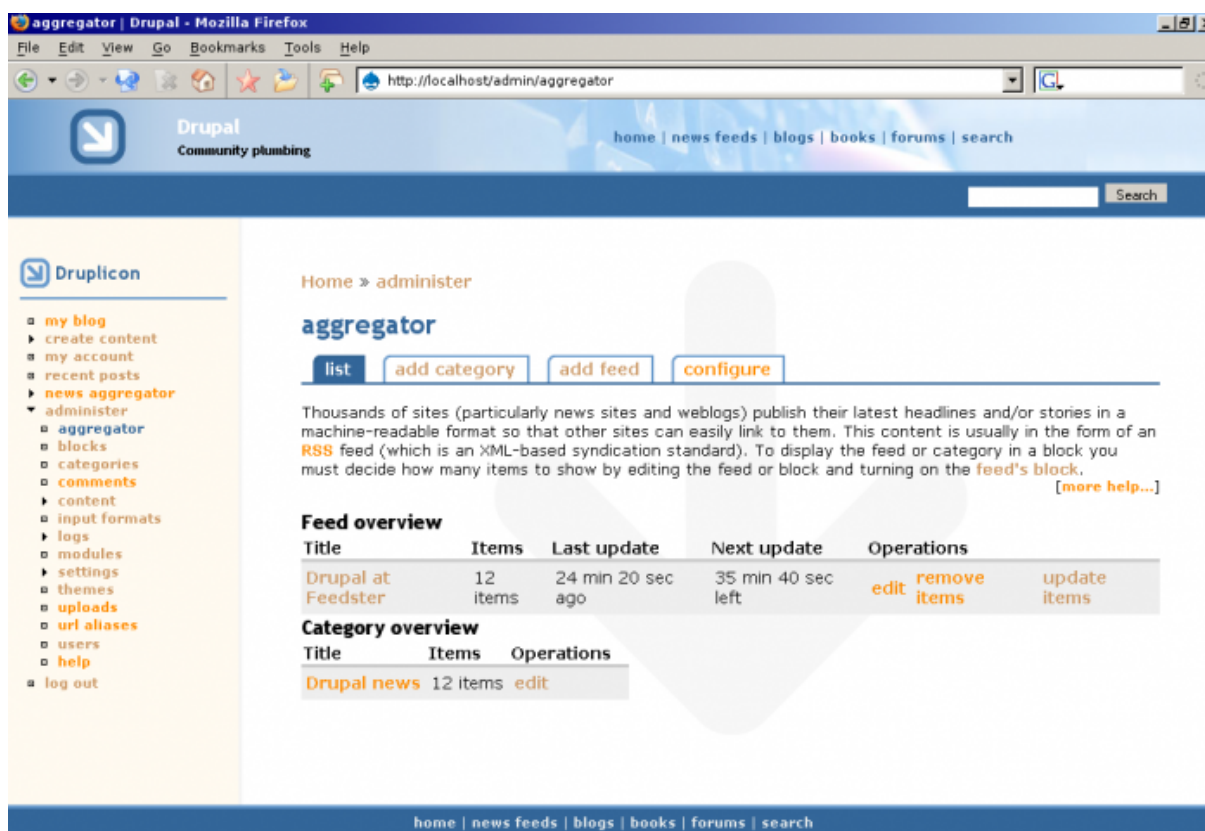 aggregator | Drupal - Mozilla Firefox
File Edit View Go Bookmarks Tools Help
http://localhost/admin/aggregator
G
Drupal
Community plumbing
home | news feeds | blogs | books | forums | search
Search
Druplicon
my blog
create content
my account
recent posts
news aggregator
administer
aggregator
blocks
categories
comments
content
input formats
logs
modules
settings
themes
uploads
url aliases
users
help
log out
Home » administer
aggregator
list add category add feed configure
Thousands of sites (particularly news sites and weblogs) publish their latest headlines and/or stories in a
machine-readable format so that other sites can easily link to them. This content is usually in the form of an
RSS feed (which is an XML-based syndication standard). To display the feed or category in a block you
must decide how many items to show by editing the feed or block and turning on the feed's block.
[more help...]
Feed overview
Title Items Last update Next update Operations
Drupal at 12 24 min 20 sec 35 min 40 sec edit remove update
Feedster items ago left items items
Category overview
Title Items Operations
Drupal news 12 items edit
home | news feeds | blogs | books | forums | search